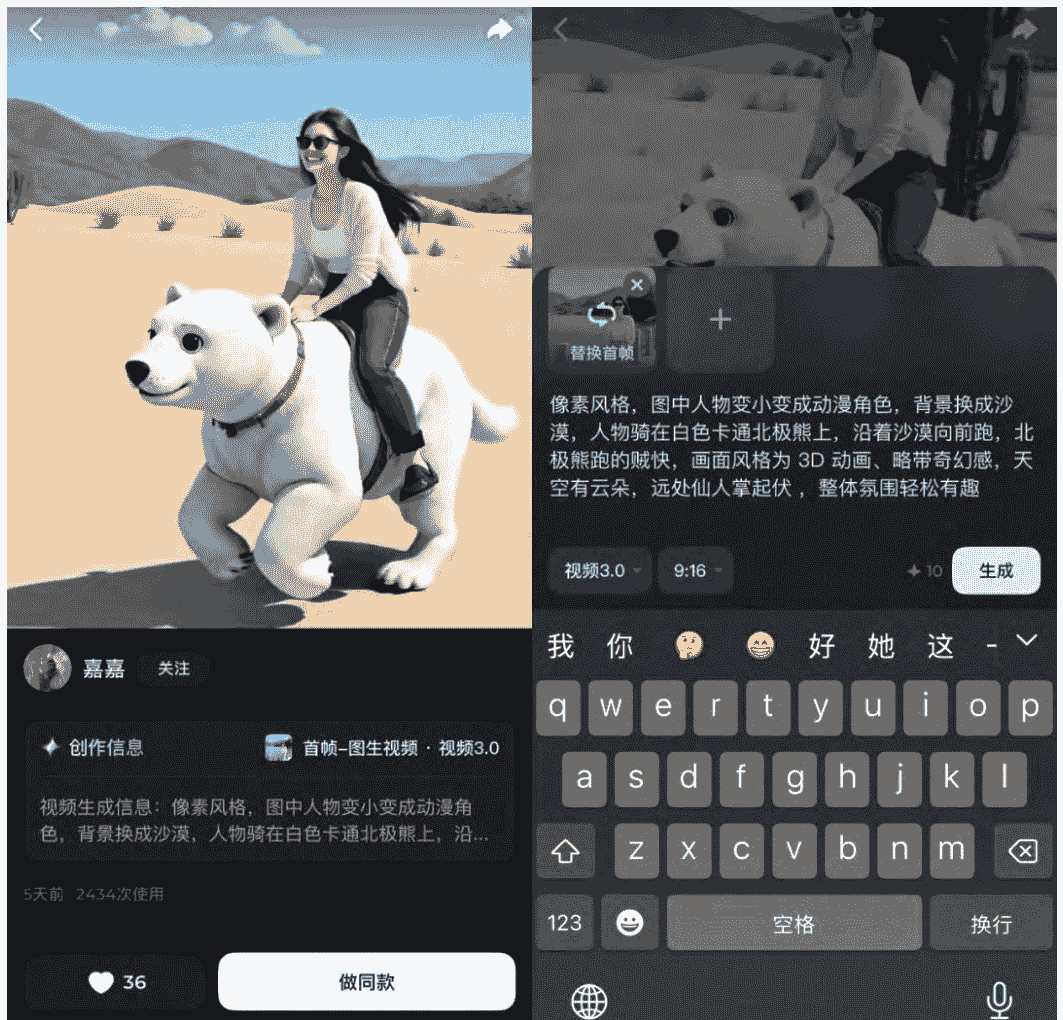 嘉嘉
关注
创作信息
首帧-图生视频 · 视频3.0
视频生成信息：像素风格，图中人物变小变成动漫角
色，背景换成沙漠，人物骑在白色卡通北极熊上，沿...
5天前 2434次使用
36
做同款
替换首帧
像素风格，图中人物变小变成动漫角色，背景换成沙
漠，人物骑在白色卡通北极熊上，沿着沙漠向前跑，北
极熊跑的贼快，画面风格为 3D 动画、略带奇幻感，天
空有云朵，远处仙人掌起伏 ，整体氛围轻松有趣
视频3.0
9:16
10
生成
我 你 🤔 😁 好 她 这 -
q w e r t y u i o p
a s d f g h j k l
z x c v b n m
123
空格
换行